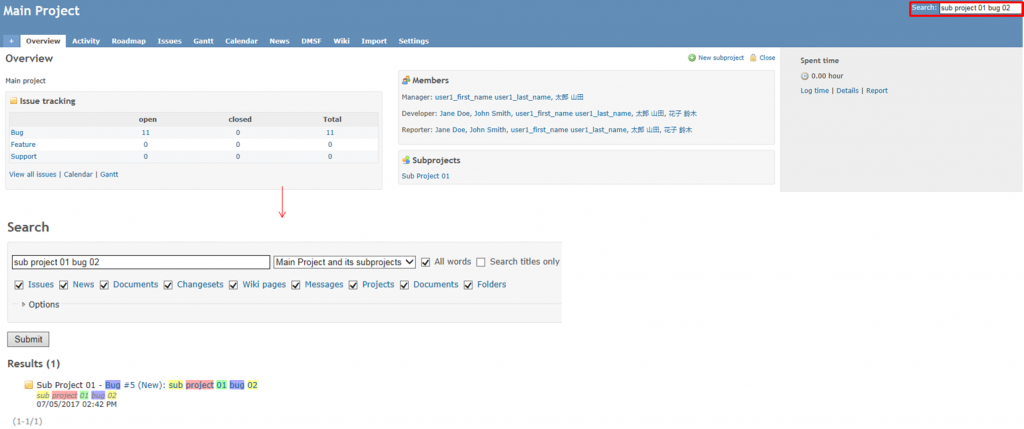 Main Project
Search: sub project 01 bug 02
+ Overview Activity Roadmap Issues Gantt Calendar News DMSF Wiki Import Settings
Overview
New subproject Close
Main project
Issue tracking
open closed Total
Bug 11 0 11
Feature 0 0 0
Support 0 0 0
View all issues | Calendar | Gantt
Members
Manager: user1_first_name user1_last_name, 太郎 山田
Developer: Jane Doe, John Smith, user1_first_name user1_last_name, 太郎 山田, 花子 鈴木
Reporter: Jane Doe, John Smith, user1_first_name user1_last_name, 太郎 山田, 花子 鈴木
Subprojects
Sub Project 01
Spent time
0.00 hour
Log time | Details | Report
Search
sub project 01 bug 02 Main Project and its subprojects All words Search titles only
Issues News Documents Changesets Wiki pages Messages Projects Documents Folders
Options
Submit
Results (1)
Sub Project 01 - Bug #5 (New): sub project 01 bug 02
sub project 01 bug 02
07/05/2017 02:42 PM
(1-1/1)